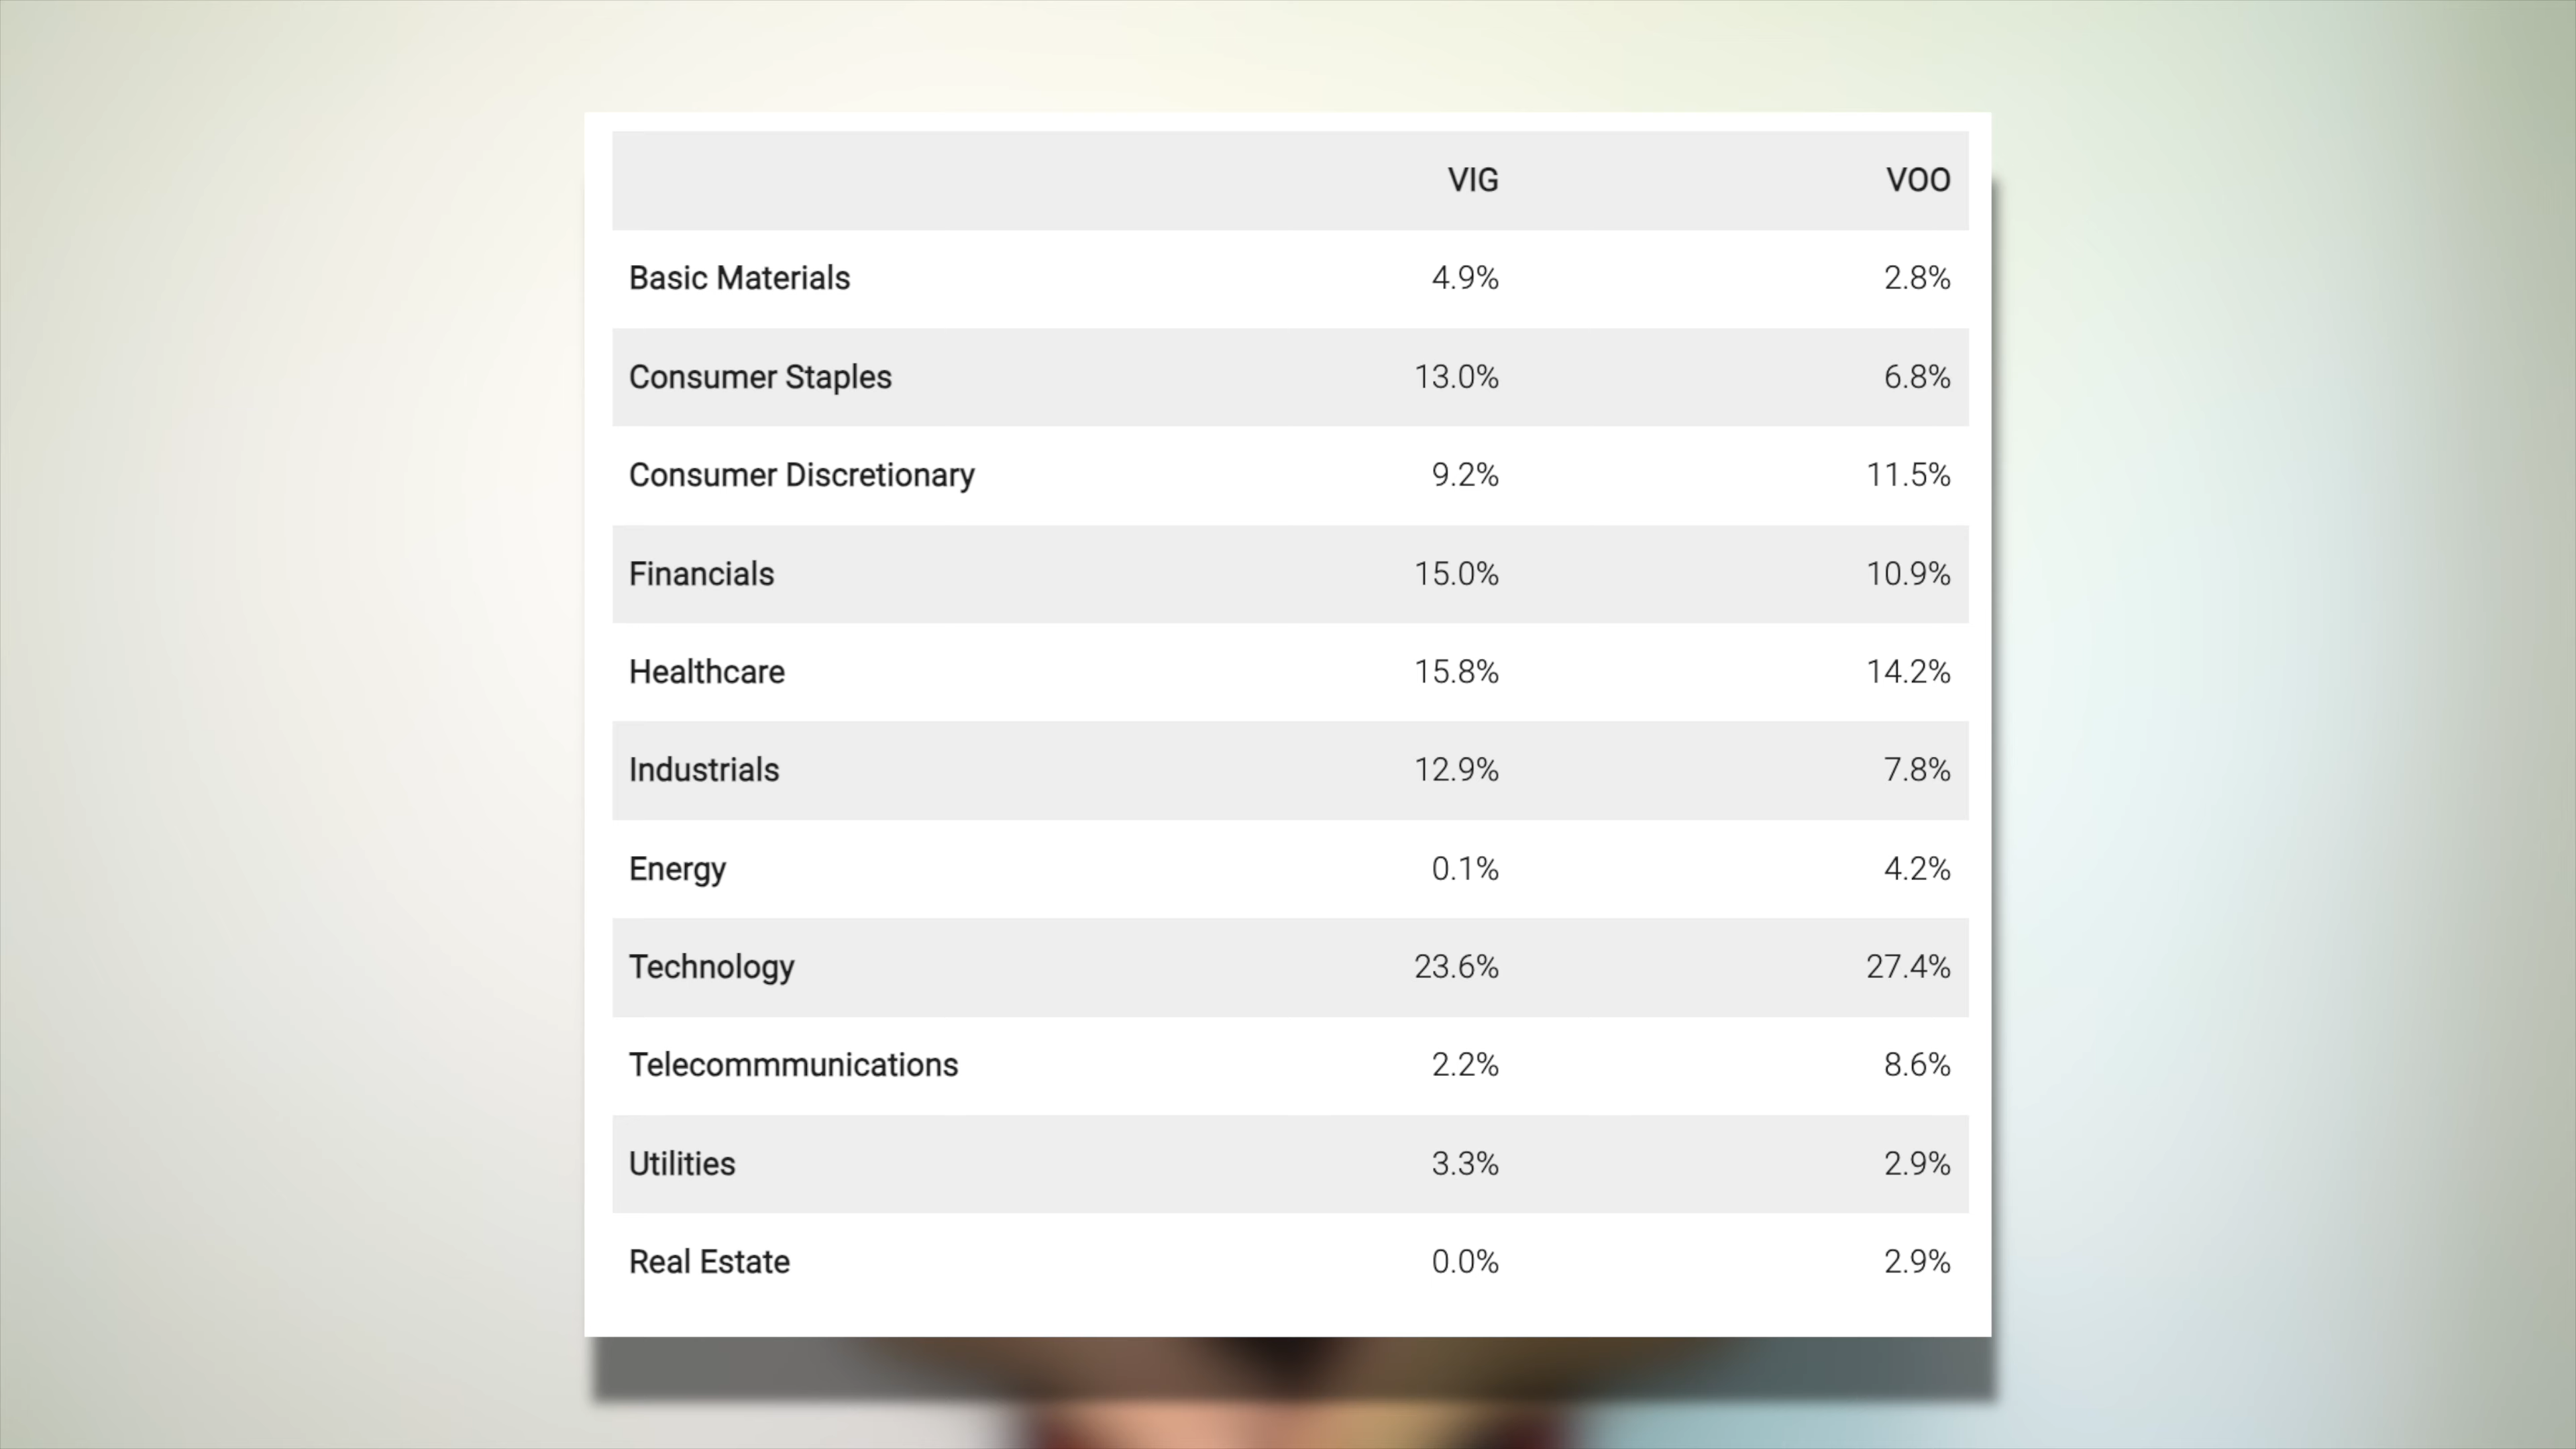 VIG VOO
Basic Materials 4.9% 2.8%
Consumer Staples 13.0% 6.8%
Consumer Discretionary 9.2% 11.5%
Financials 15.0% 10.9%
Healthcare 15.8% 14.2%
Industrials 12.9% 7.8%
Energy 0.1% 4.2%
Technology 23.6% 27.4%
Telecommmunications 2.2% 8.6%
Utilities 3.3% 2.9%
Real Estate 0.0% 2.9%